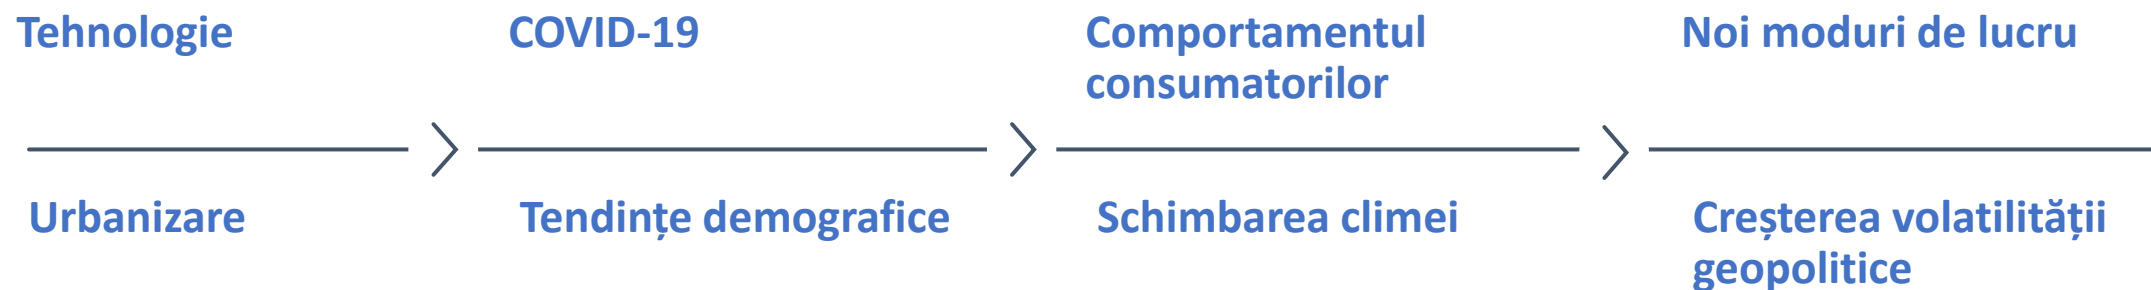 Tehnologie
COVID-19
Comportamentul
consumatorilor
Noi moduri de lucru
Urbanizare
Tendințe demografice
Schimbarea climei
Creșterea volatilității
geopolitice